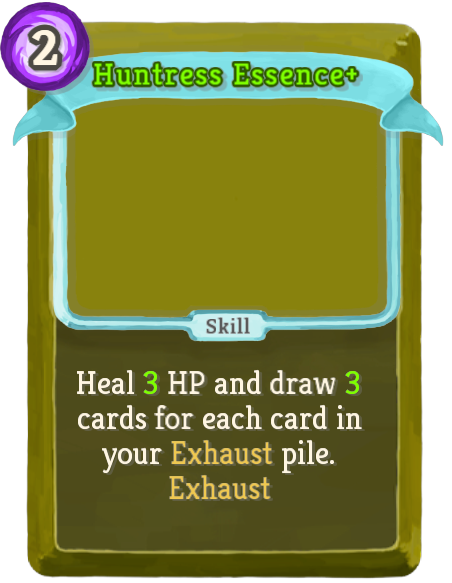 2
Huntress Essence+
Skill
Heal 3 HP and draw 3
cards for each card in
your Exhaust pile.
Exhaust